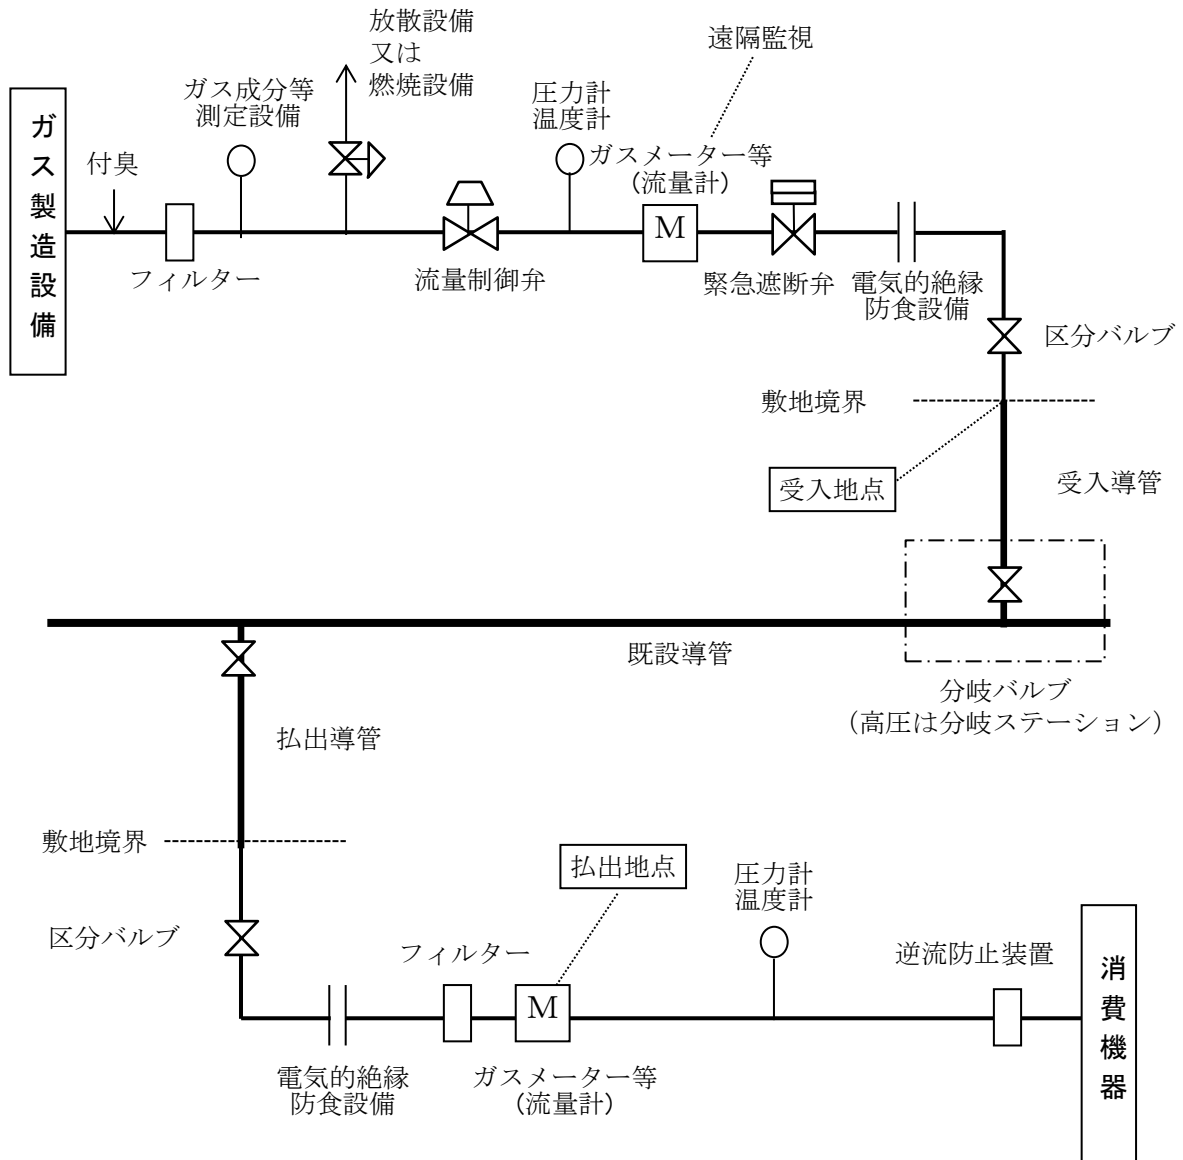 放散設備
又は
燃焼設備
遠隔監視
ガス成分等
測定設備
圧力計
温度計
ガス製造設備
付臭
ガスメーター等
(流量計)
M
フィルター
流量制御弁
緊急遮断弁
電気的絶縁
防食設備
区分バルブ
敷地境界
受入地点
受入導管
既設導管
分岐バルブ
（高圧は分岐ステーション）
払出導管
敷地境界
払出地点
圧力計
温度計
区分バルブ
フィルター
逆流防止装置
消費機器
M
電気的絶縁
防食設備
ガスメーター等
(流量計)